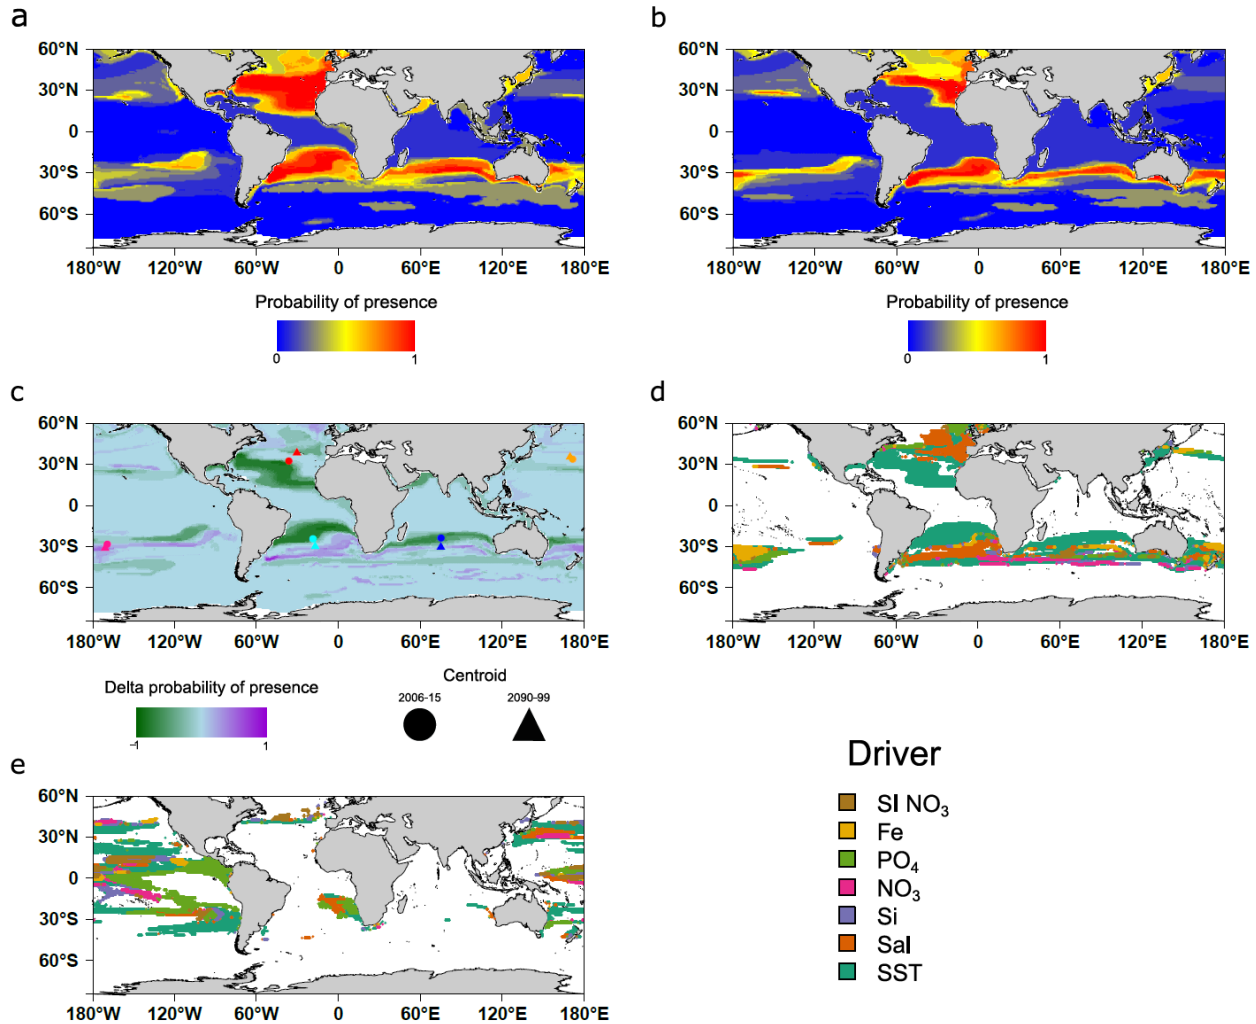 a
60°N
30°N
0
30°S
60°S
180°W 120°W 60°W 0 60°E 120°E 180°E
Probability of presence
0 1
b
60°N
30°N
0
30°S
60°S
180°W 120°W 60°W 0 60°E 120°E 180°E
Probability of presence
0 1
c
60°N
30°N
0
30°S
60°S
180°W 120°W 60°W 0 60°E 120°E 180°E
Delta probability of presence
−1 1
Centroid
2006-15 2090-99
d
60°N
30°N
0
30°S
60°S
180°W 120°W 60°W 0 60°E 120°E 180°E
e
60°N
30°N
0
30°S
60°S
180°W 120°W 60°W 0 60°E 120°E 180°E
Driver
SI NO₃
Fe
PO₄
NO₃
Si
Sal
SST